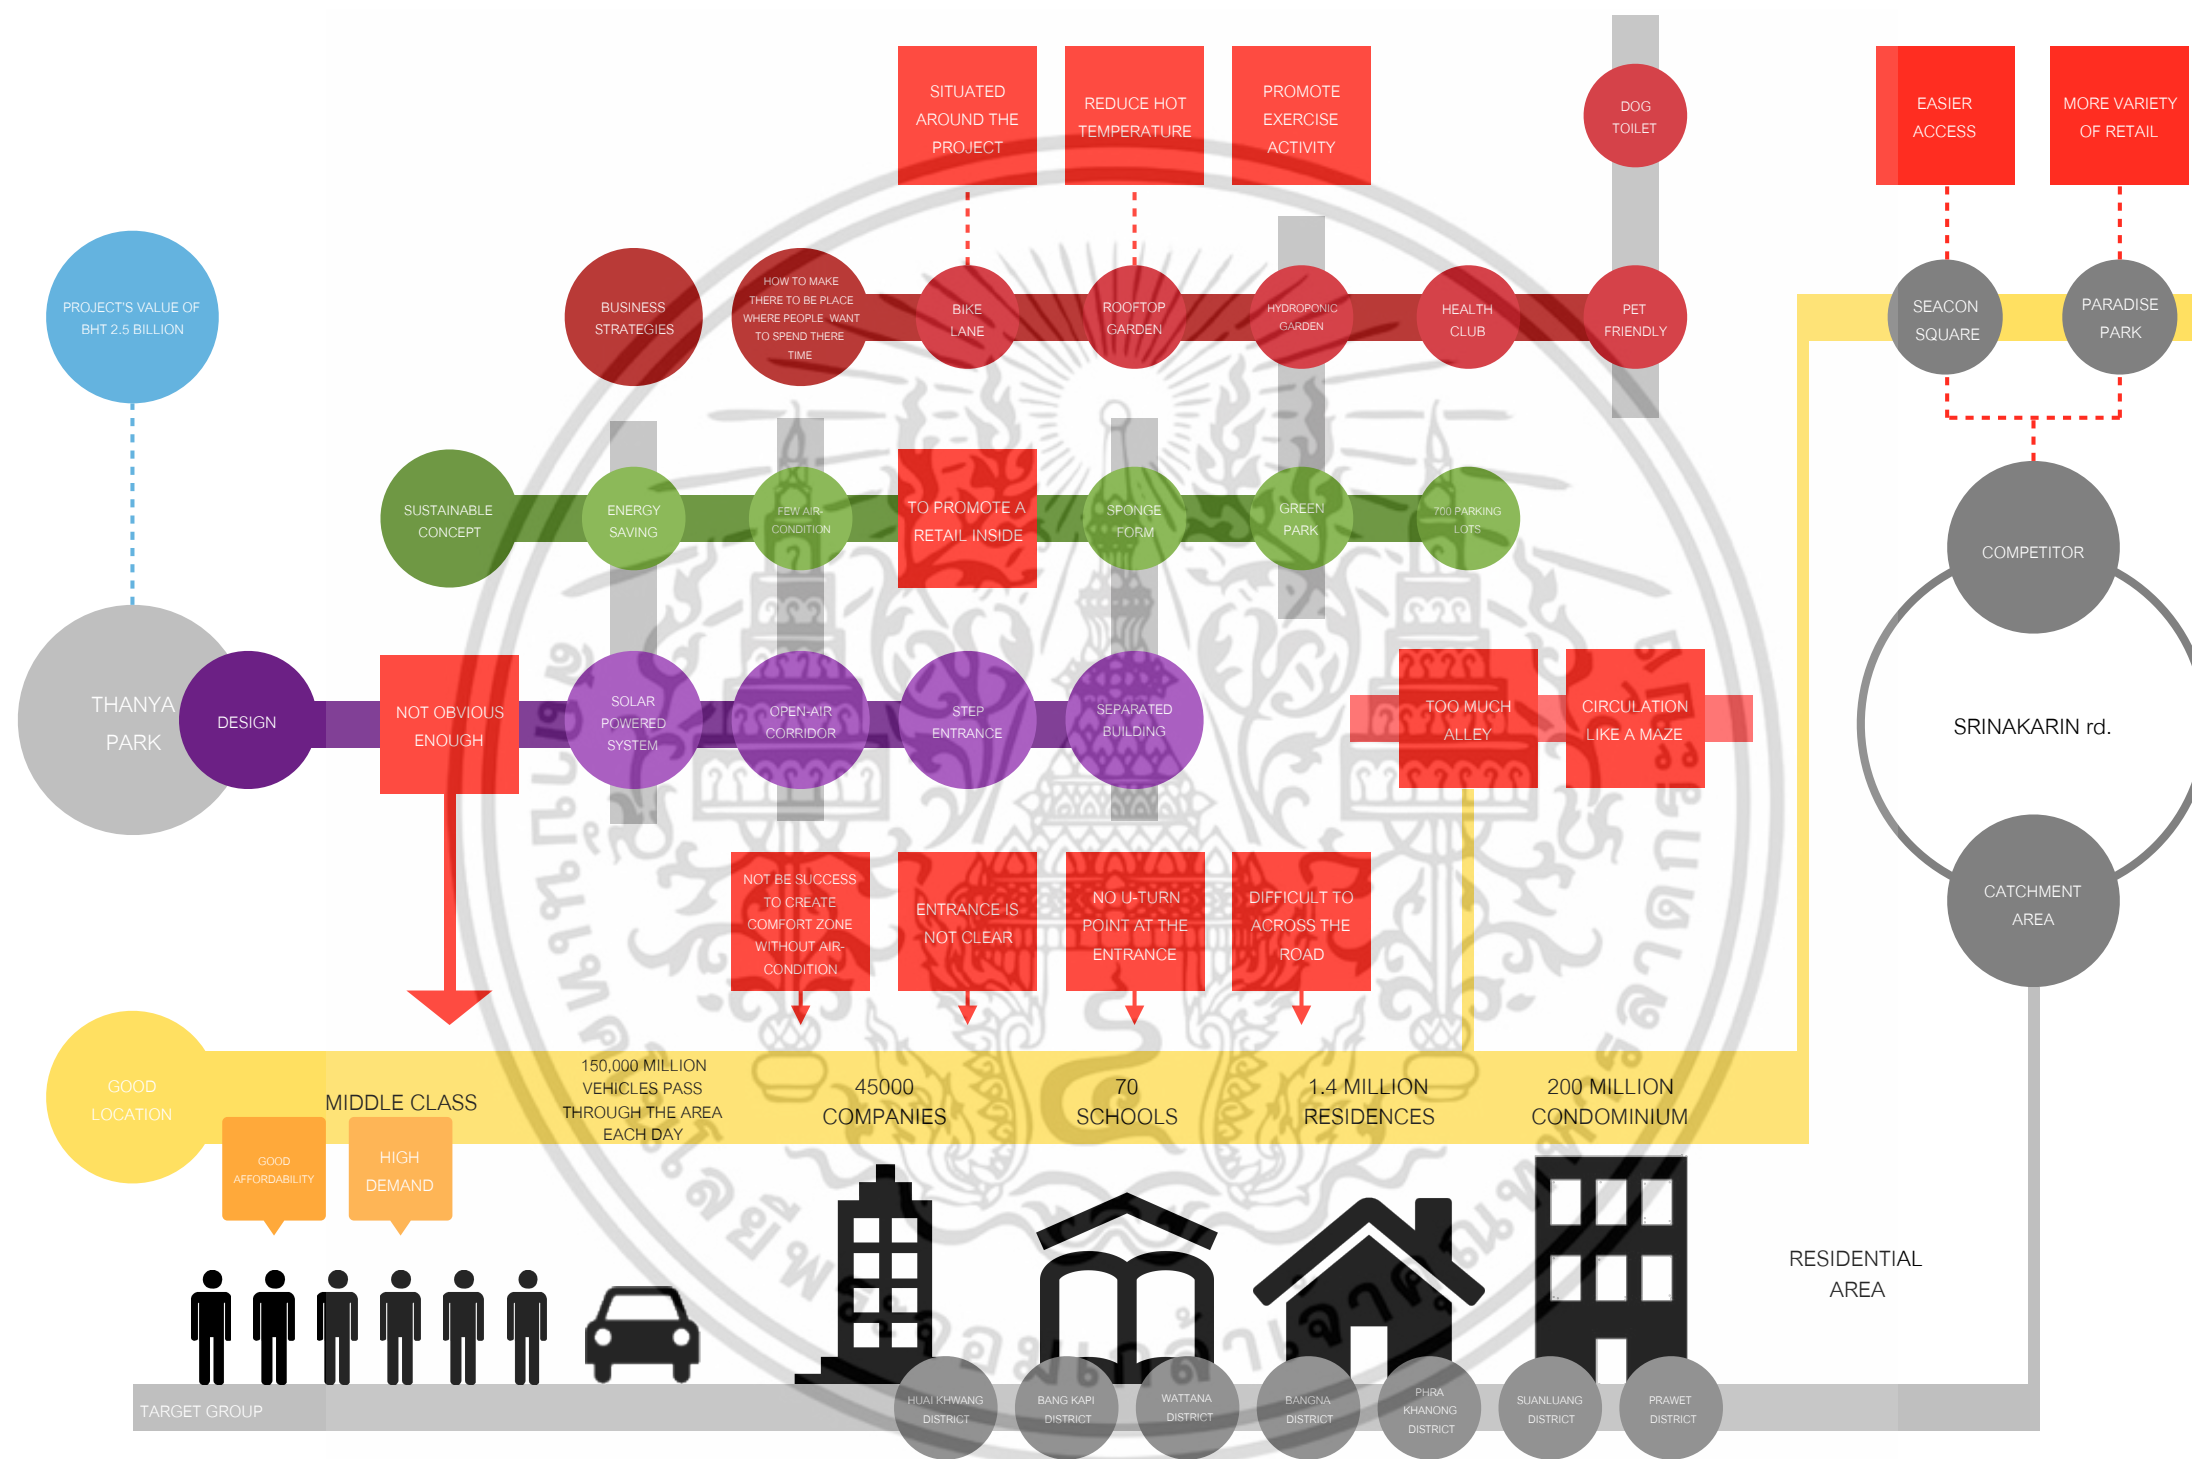 SITUATED
AROUND THE
PROJECT
REDUCE HOT
TEMPERATURE
PROMOTE
EXERCISE
ACTIVITY
DOG
TOILET
EASIER
ACCESS
MORE VARIETY
OF RETAIL
PROJECT'S VALUE OF
BHT 2.5 BILLION
BUSINESS
STRATEGIES
HOW TO MAKE
THERE TO BE PLACE
WHERE PEOPLE WANT
TO SPEND THERE
TIME
BIKE
LANE
ROOFTOP
GARDEN
HYDROPONIC
GARDEN
HEALTH
CLUB
PET
FRIENDLY
SEACON
SQUARE
PARADISE
PARK
SUSTAINABLE
CONCEPT
ENERGY
SAVING
FEW AIR-
CONDITION
TO PROMOTE A
RETAIL INSIDE
SPONGE
FORM
GREEN
PARK
700 PARKING
LOTS
COMPETITOR
THANYA
PARK
DESIGN
NOT OBVIOUS
ENOUGH
SOLAR
POWERED
SYSTEM
OPEN-AIR
CORRIDOR
STEP
ENTRANCE
SEPARATED
BUILDING
TOO MUCH
ALLEY
CIRCULATION
LIKE A MAZE
SRINAKARIN rd.
NOT BE SUCCESS
TO CREATE
COMFORT ZONE
WITHOUT AIR-
CONDITION
ENTRANCE IS
NOT CLEAR
NO U-TURN
POINT AT THE
ENTRANCE
DIFFICULT TO
ACROSS THE
ROAD
CATCHMENT
AREA
GOOD
LOCATION
MIDDLE CLASS
150,000 MILLION
VEHICLES PASS
THROUGH THE AREA
EACH DAY
45000
COMPANIES
70
SCHOOLS
1.4 MILLION
RESIDENCES
200 MILLION
CONDOMINIUM
GOOD
AFFORDABILITY
HIGH
DEMAND
RESIDENTIAL
AREA
TARGET GROUP
HUAI KHWANG
DISTRICT
BANG KAPI
DISTRICT
WATTANA
DISTRICT
BANGNA
DISTRICT
PHRA
KHANONG
DISTRICT
SUANLUANG
DISTRICT
PRAWET
DISTRICT